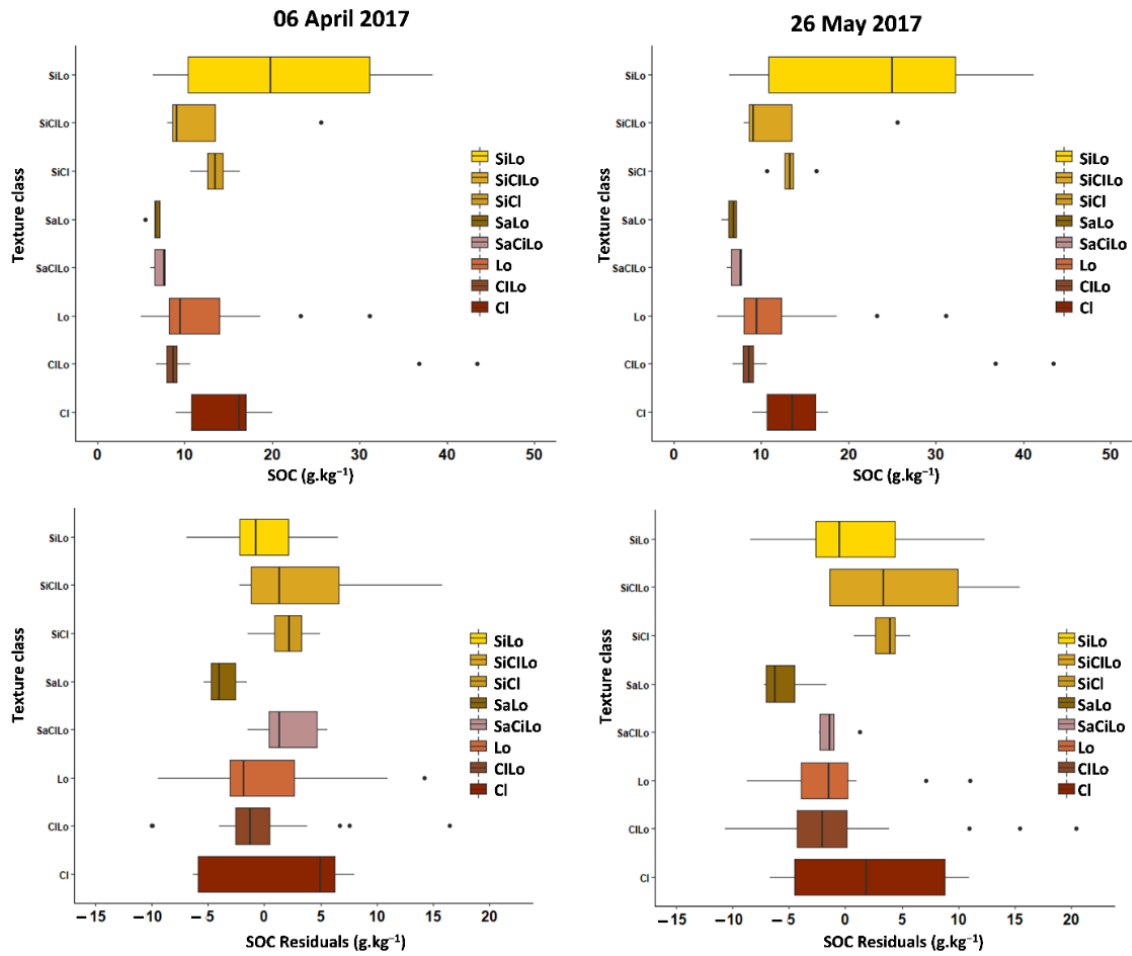 06 April 2017
26 May 2017
Texture class
SiLo
SiClLo
SiCl
SaLo
SaClLo
Lo
ClLo
Cl
SiLo
SiClLo
SiCl
SaLo
SaCiLo
Lo
ClLo
Cl
0 10 20 30 40 50
SOC (g.kg⁻¹)
Texture class
SiLo
SiClLo
SiCl
SaLo
SaClLo
Lo
ClLo
Cl
SiLo
SiClLo
SiCl
SaLo
SaCiLo
Lo
ClLo
Cl
0 10 20 30 40 50
SOC (g.kg⁻¹)
Texture class
SiLo
SiClLo
SiCl
SaLo
SaClLo
Lo
ClLo
Cl
SiLo
SiClLo
SiCl
SaLo
SaCiLo
Lo
ClLo
Cl
−15 −10 −5 0 5 10 15 20
SOC Residuals (g.kg⁻¹)
Texture class
SiLo
SiClLo
SiCl
SaLo
SaClLo
Lo
ClLo
Cl
SiLo
SiClLo
SiCl
SaLo
SaCiLo
Lo
ClLo
Cl
−15 −10 −5 0 5 10 15 20
SOC Residuals (g.kg⁻¹)